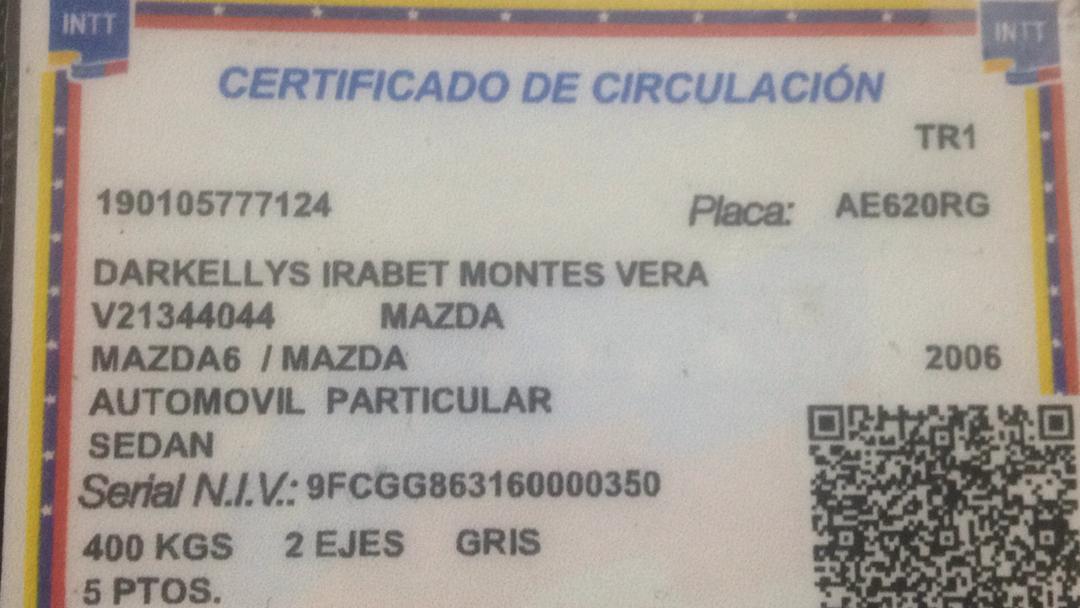 INTT INTT
CERTIFICADO DE CIRCULACIÓN
TR1
190105777124 Placa: AE620RG
DARKELLYS IRABET MONTES VERA
V21344044 MAZDA
MAZDA6 / MAZDA 2006
AUTOMOVIL PARTICULAR
SEDAN
Serial N.I.V.: 9FCGG863160000350
400 KGS 2 EJES GRIS
5 PTOS.